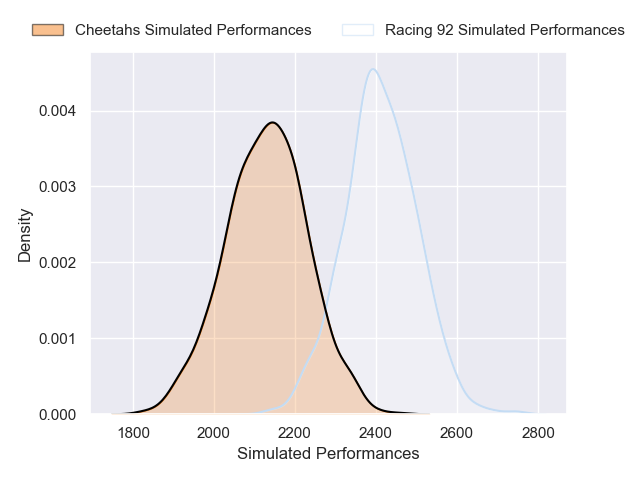 Cheetahs Simulated Performances
Racing 92 Simulated Performances
Density
0.004
0.003
0.002
0.001
0.000
1800 2000 2200 2400 2600 2800
Simulated Performances